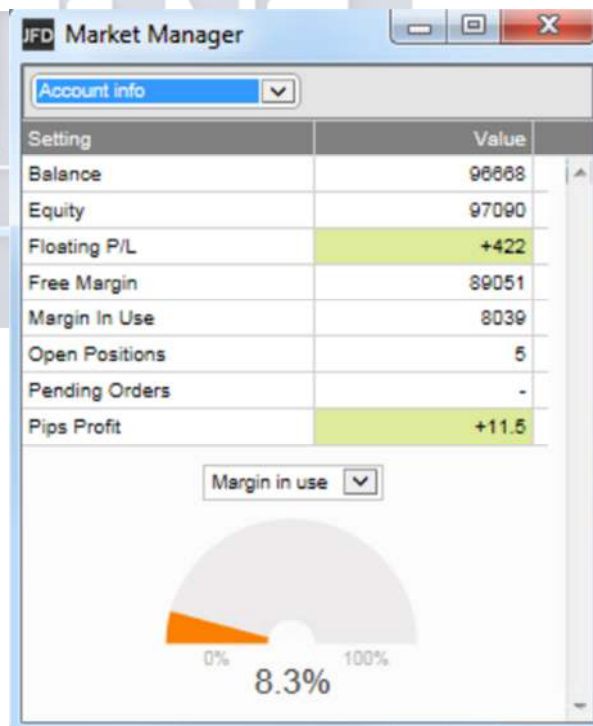 JFD Market Manager
Account info
Setting Value
Balance 96668
Equity 97090
Floating P/L +422
Free Margin 89051
Margin In Use 8039
Open Positions 5
Pending Orders -
Pips Profit +11.5
Margin in use
0% 100%
8.3%